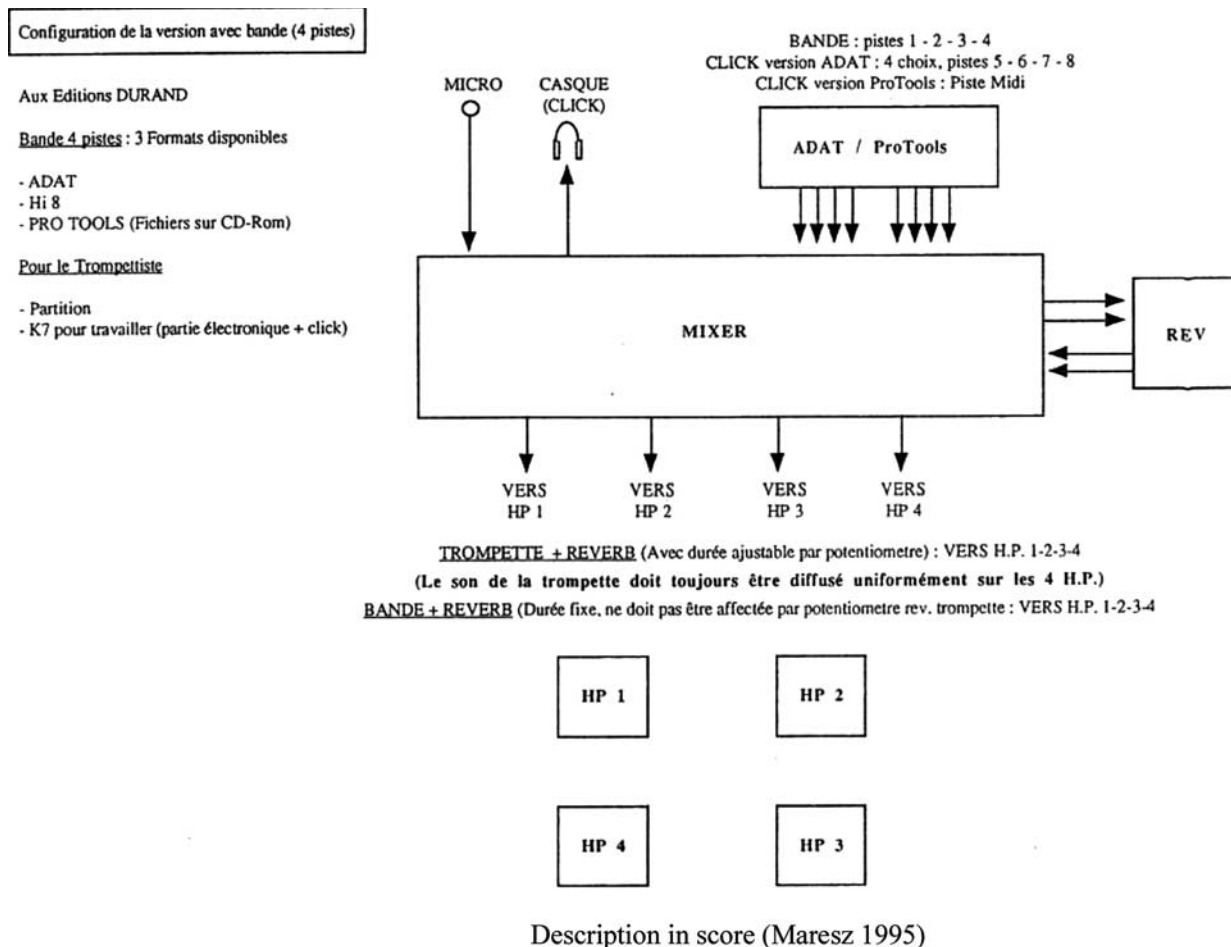 Configuration de la version avec bande (4 pistes)
Aux Editions DURAND
Bande 4 pistes : 3 Formats disponibles
- ADAT
- Hi 8
- PRO TOOLS (Fichiers sur CD-Rom)
Pour le Trompettiste
- Partition
- K7 pour travailler (partie électronique + click)
MICRO
CASQUE
(CLICK)
BANDE : pistes 1 - 2 - 3 - 4
CLICK version ADAT : 4 choix, pistes 5 - 6 - 7 - 8
CLICK version ProTools : Piste Midi
ADAT / ProTools
MIXER
REV
VERS
HP 1
VERS
HP 2
VERS
HP 3
VERS
HP 4
TROMPETTE + REVERB (Avec durée ajustable par potentiometre) : VERS H.P. 1-2-3-4
(Le son de la trompette doit toujours être diffusé uniformément sur les 4 H.P.)
BANDE + REVERB (Durée fixe, ne doit pas être affectée par potentiometre rev. trompette : VERS H.P. 1-2-3-4
HP 1
HP 2
HP 4
HP 3
Description in score (Maresz 1995)